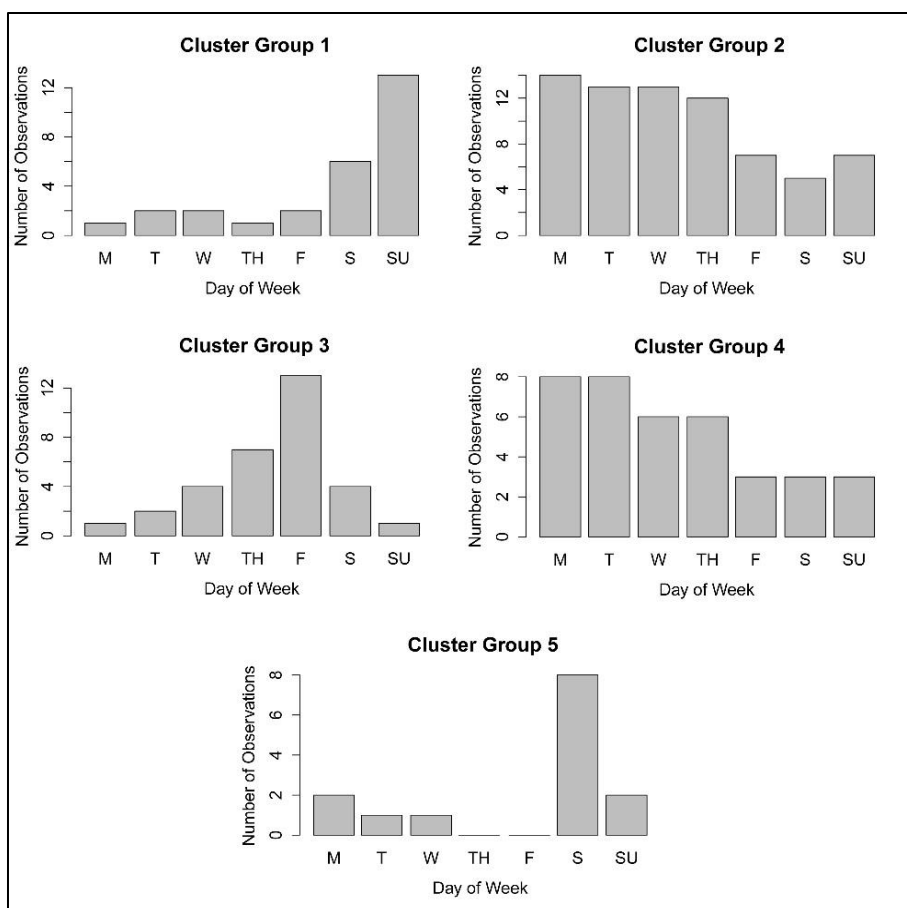 Cluster Group 1
Number of Observations
12
8
4
0
M T W TH F S SU
Day of Week
Cluster Group 2
Number of Observations
12
8
4
0
M T W TH F S SU
Day of Week
Cluster Group 3
Number of Observations
12
8
4
0
M T W TH F S SU
Day of Week
Cluster Group 4
Number of Observations
8
6
4
2
0
M T W TH F S SU
Day of Week
Cluster Group 5
Number of Observations
8
6
4
2
0
M T W TH F S SU
Day of Week